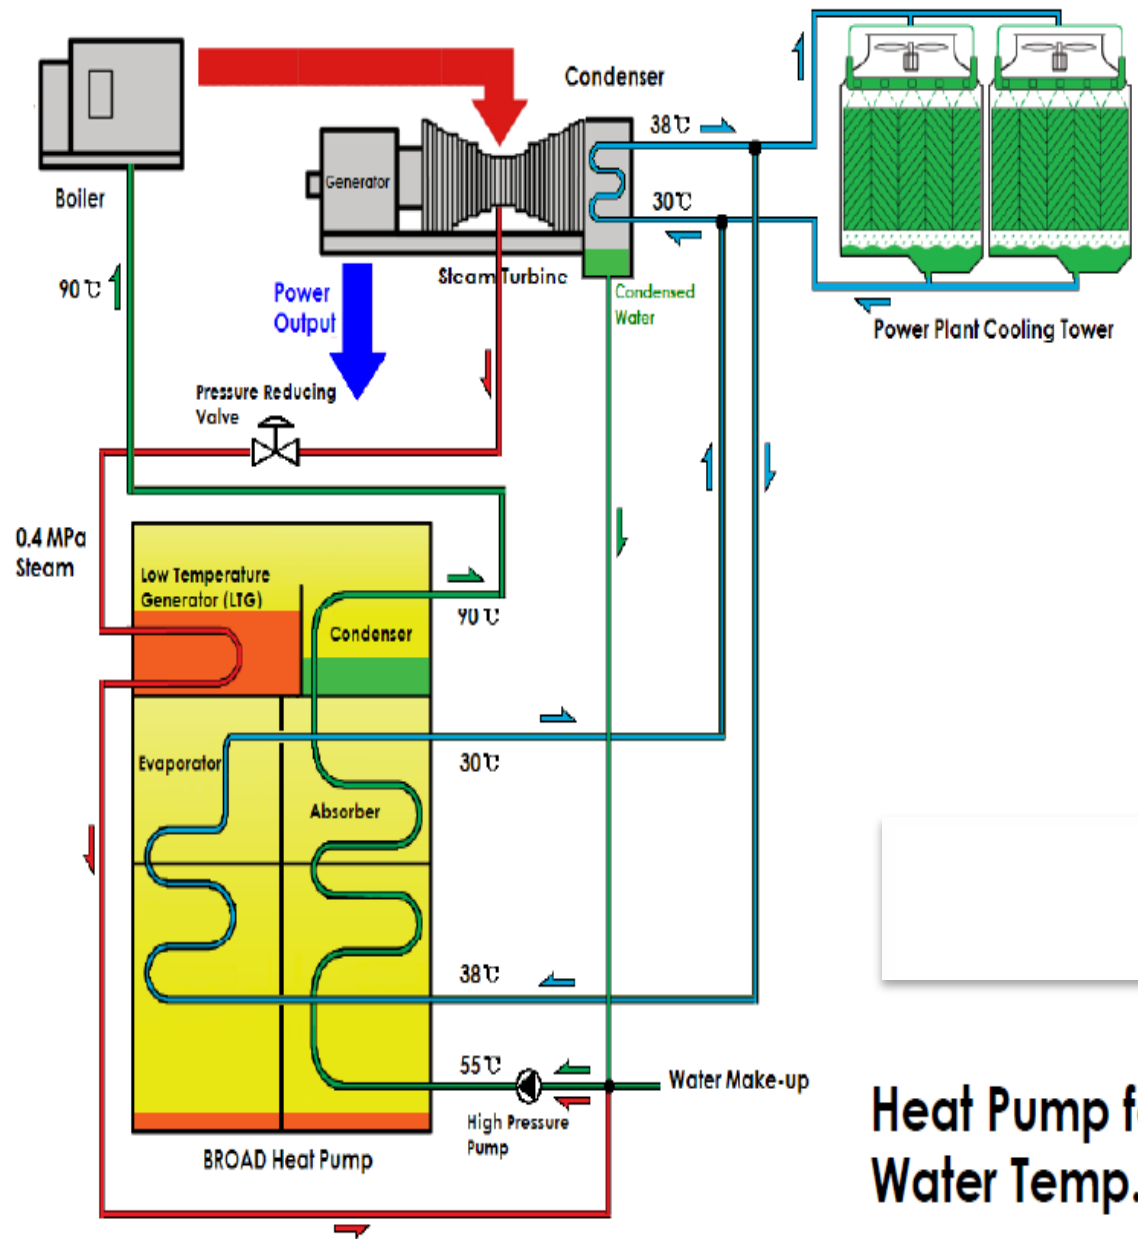 Condenser
38℃
Generator
30℃
Boiler
Steam Turbine
90℃
Power
Output
Condensed
Water
Power Plant Cooling Tower
Pressure Reducing
Valve
0.4 MPa
Steam
Low Temperature
Generator (LTG)
90℃
Condenser
Evaporator
30℃
Absorber
38℃
55℃
Water Make-up
High Pressure
Pump
BROAD Heat Pump
Heat Pump
Water Temp.